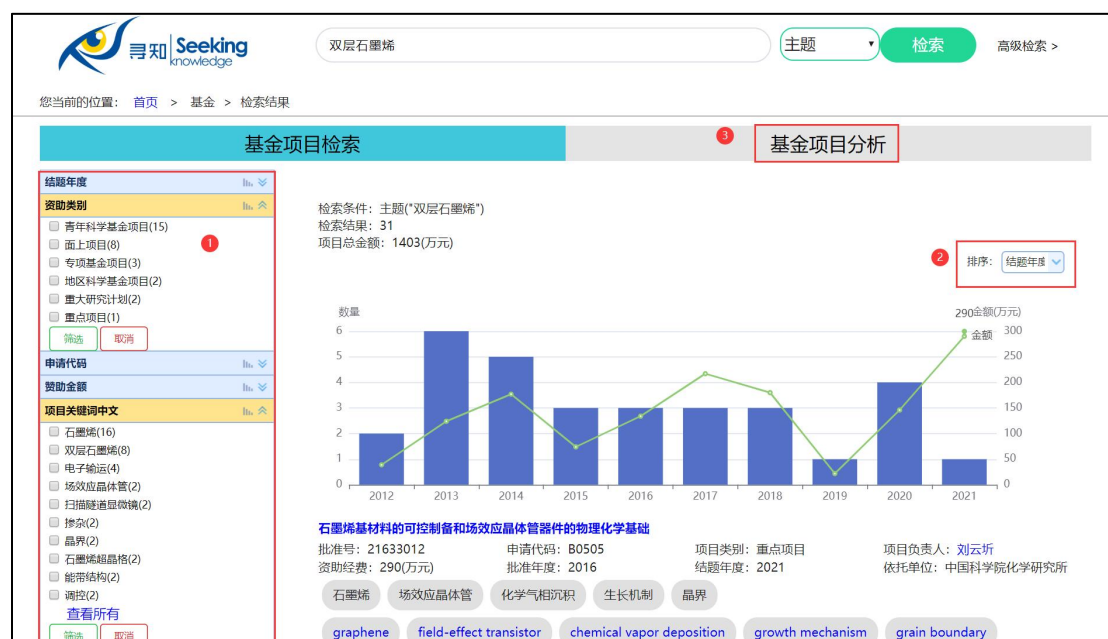 寻知 Seeking knowledge
双层石墨烯 主题 检索 高级检索 >
您当前的位置: 首页 > 基金 > 检索结果
基金项目检索 3 基金项目分析
结题年度
资助类别
青年科学基金项目(15)
面上项目(8)
专项基金项目(3)
地区科学基金项目(2)
重大研究计划(2)
重点项目(1)
筛选 取消
1
申请代码
赞助金额
项目关键词中文
石墨烯(16)
双层石墨烯(8)
电子输运(4)
场效应晶体管(2)
扫描隧道显微镜(2)
掺杂(2)
晶界(2)
石墨烯超晶格(2)
能带结构(2)
调控(2)
查看所有
筛选 取消
检索条件: 主题("双层石墨烯")
检索结果: 31
项目总金额: 1403(万元)
2 排序: 结题年度
数量 290金额(万元)
金额
6 300
5 250
4 200
3 150
2 100
1 50
0 0
2012 2013 2014 2015 2016 2017 2018 2019 2020 2021
石墨烯基材料的可控制备和场效应晶体管器件的物理化学基础
批准号: 21633012 申请代码: B0505 项目类别: 重点项目 项目负责人: 刘云圻
资助经费: 290(万元) 批准年度: 2016 结题年度: 2021 依托单位: 中国科学院化学研究所
石墨烯 场效应晶体管 化学气相沉积 生长机制 晶界
graphene field-effect transistor chemical vapor deposition growth mechanism grain boundary